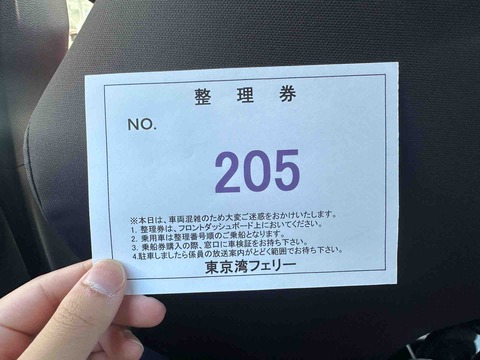 整理券
NO.
205
※本日は、車両混雑のため大変ご迷惑をおかけいたします。
1. 整理券は、フロントダッシュボード上においてください。
2. 乗用車は整理番号順のご乗船となります。
3. 乗船券購入の際、窓口に車検証をお持ち下さい。
4.駐車しましたら係員の放送案内がとどく範囲でお待ち下さい。
東京湾フェリー